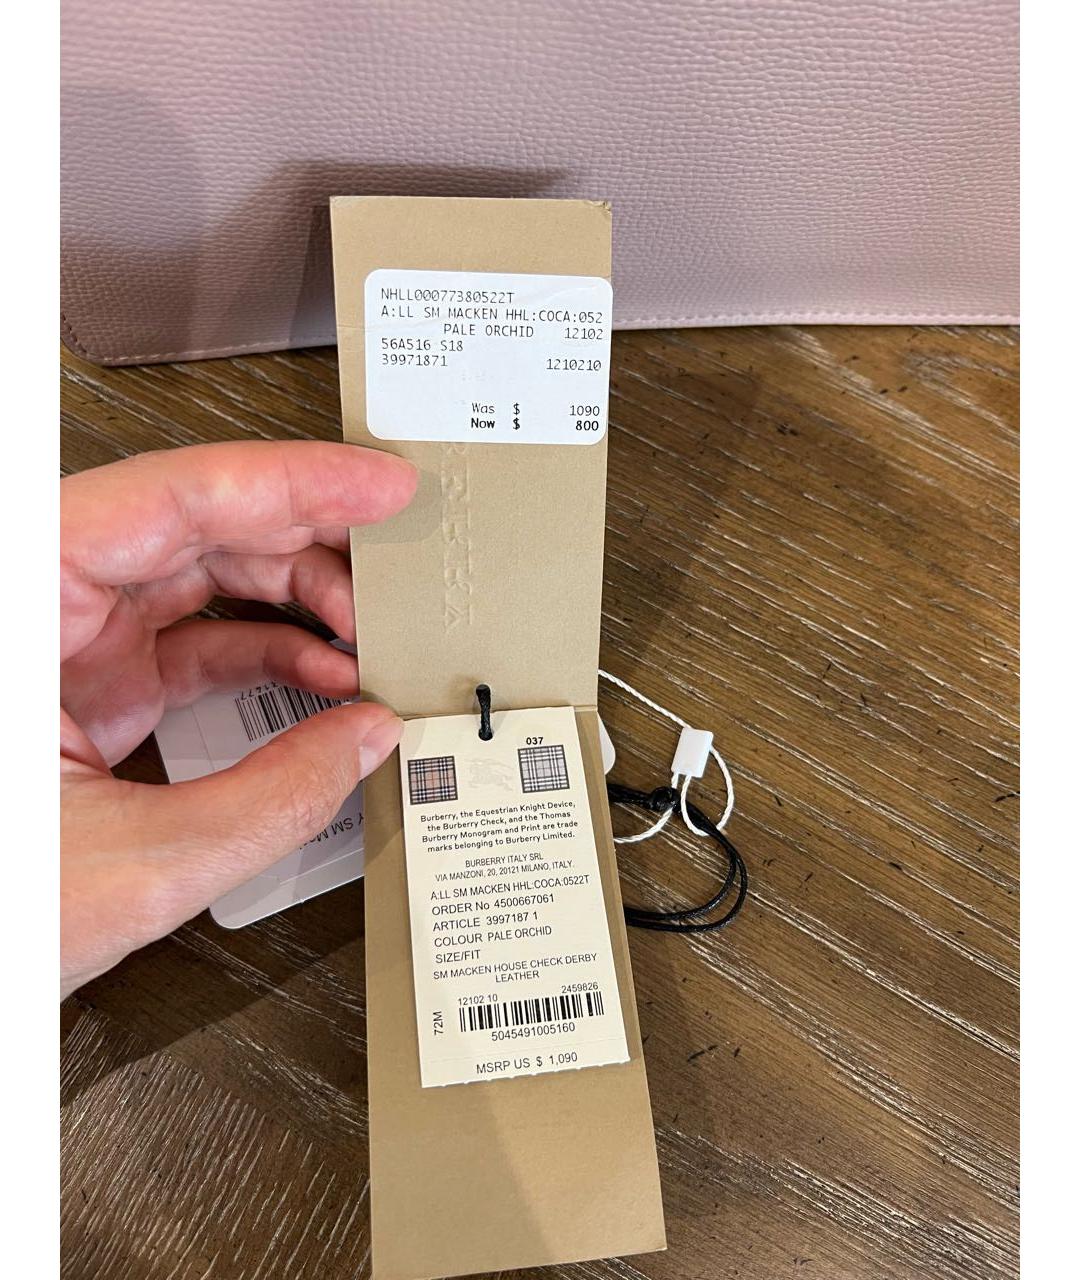 NHLL00077380522T
A:LL SM MACKEN HHL:COCA:052
PALE ORCHID 12102
56A516 S18
39971871 1210210
Was $ 1090
Now $ 800
037
Burberry, the Equestrian Knight Device,
the Burberry Check, and the Thomas
Burberry Monogram and Print are trade
marks belonging to Burberry Limited.
BURBERRY ITALY SRL
VIA MANZONI, 20, 20121 MILANO, ITALY.
A:LL SM MACKEN HHL:COCA:0522T
ORDER No 4500667061
ARTICLE 3997187 1
COLOUR PALE ORCHID
SIZE/FIT
SM MACKEN HOUSE CHECK DERBY
LEATHER
12102 10 2459826
72M
5045491005160
MSRP US $ 1,090